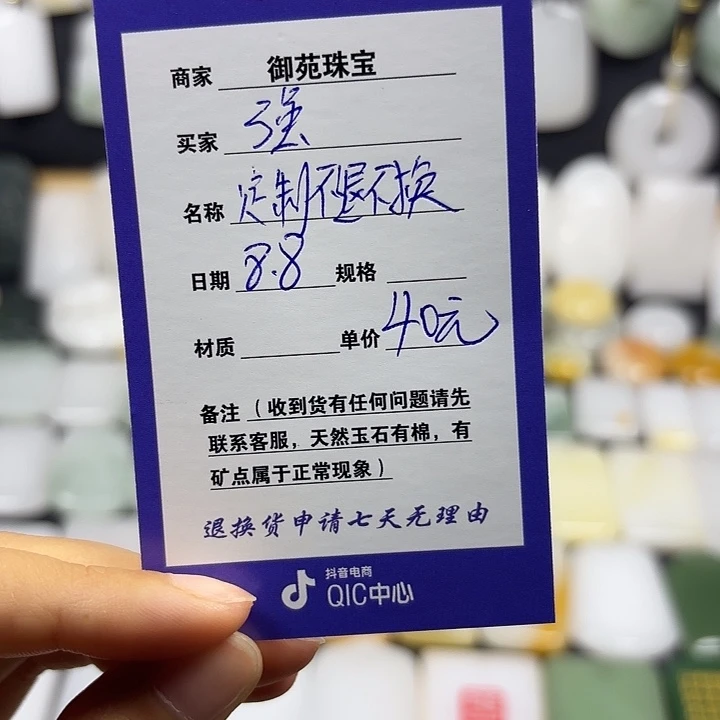 商家 御苑珠宝
买家 强
名称 定制不退不换
日期 8.8 规格
材质 单价 40元
备注（收到货有任何问题请先
联系客服，天然玉石有棉，有
矿点属于正常现象）
退换货申请七天无理由
抖音电商
QIC中心